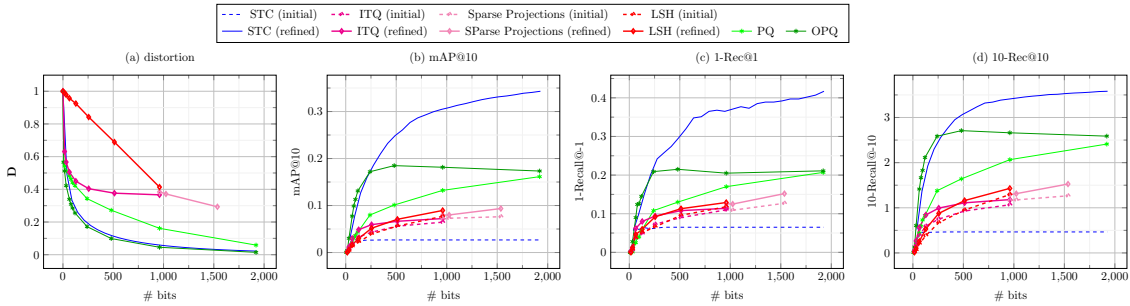 STC (initial) ITQ (initial) Sparse Projections (initial) LSH (initial)
STC (refined) ITQ (refined) SParse Projections (refined) LSH (refined) PQ OPQ
(a) distortion
1
0.8
0.6
0.4
0.2
0
D
0 500 1,000 1,500 2,000
# bits
(b) mAP@10
0.3
0.2
0.1
0
mAP@10
0 500 1,000 1,500 2,000
# bits
(c) 1-Rec@1
0.4
0.3
0.2
0.1
0
1-Recall@-1
0 500 1,000 1,500 2,000
# bits
(d) 10-Rec@10
3
2
1
0
10-Recall@-10
0 500 1,000 1,500 2,000
# bits